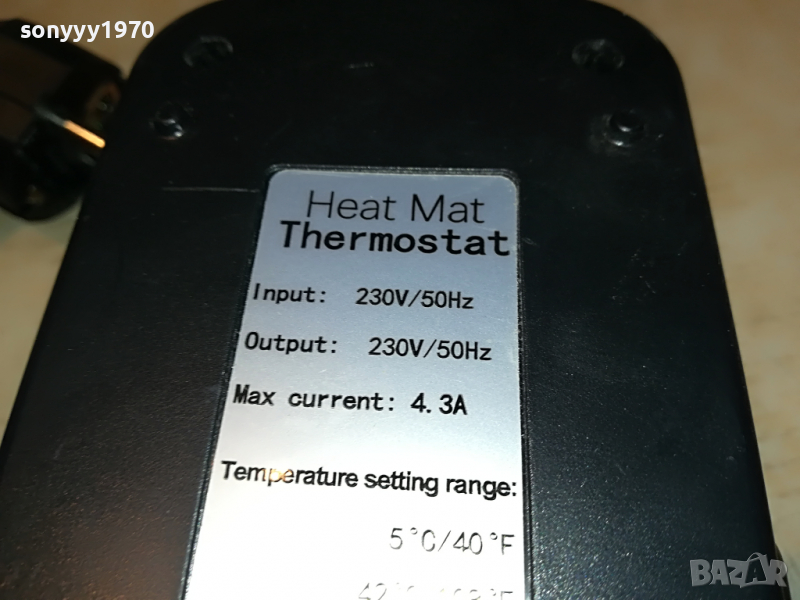 sonyyy1970
Heat Mat
Thermostat
Input: 230V/50Hz
Output: 230V/50Hz
Max current: 4.3A
Temperature setting range:
5°C/40°F
BAZAR